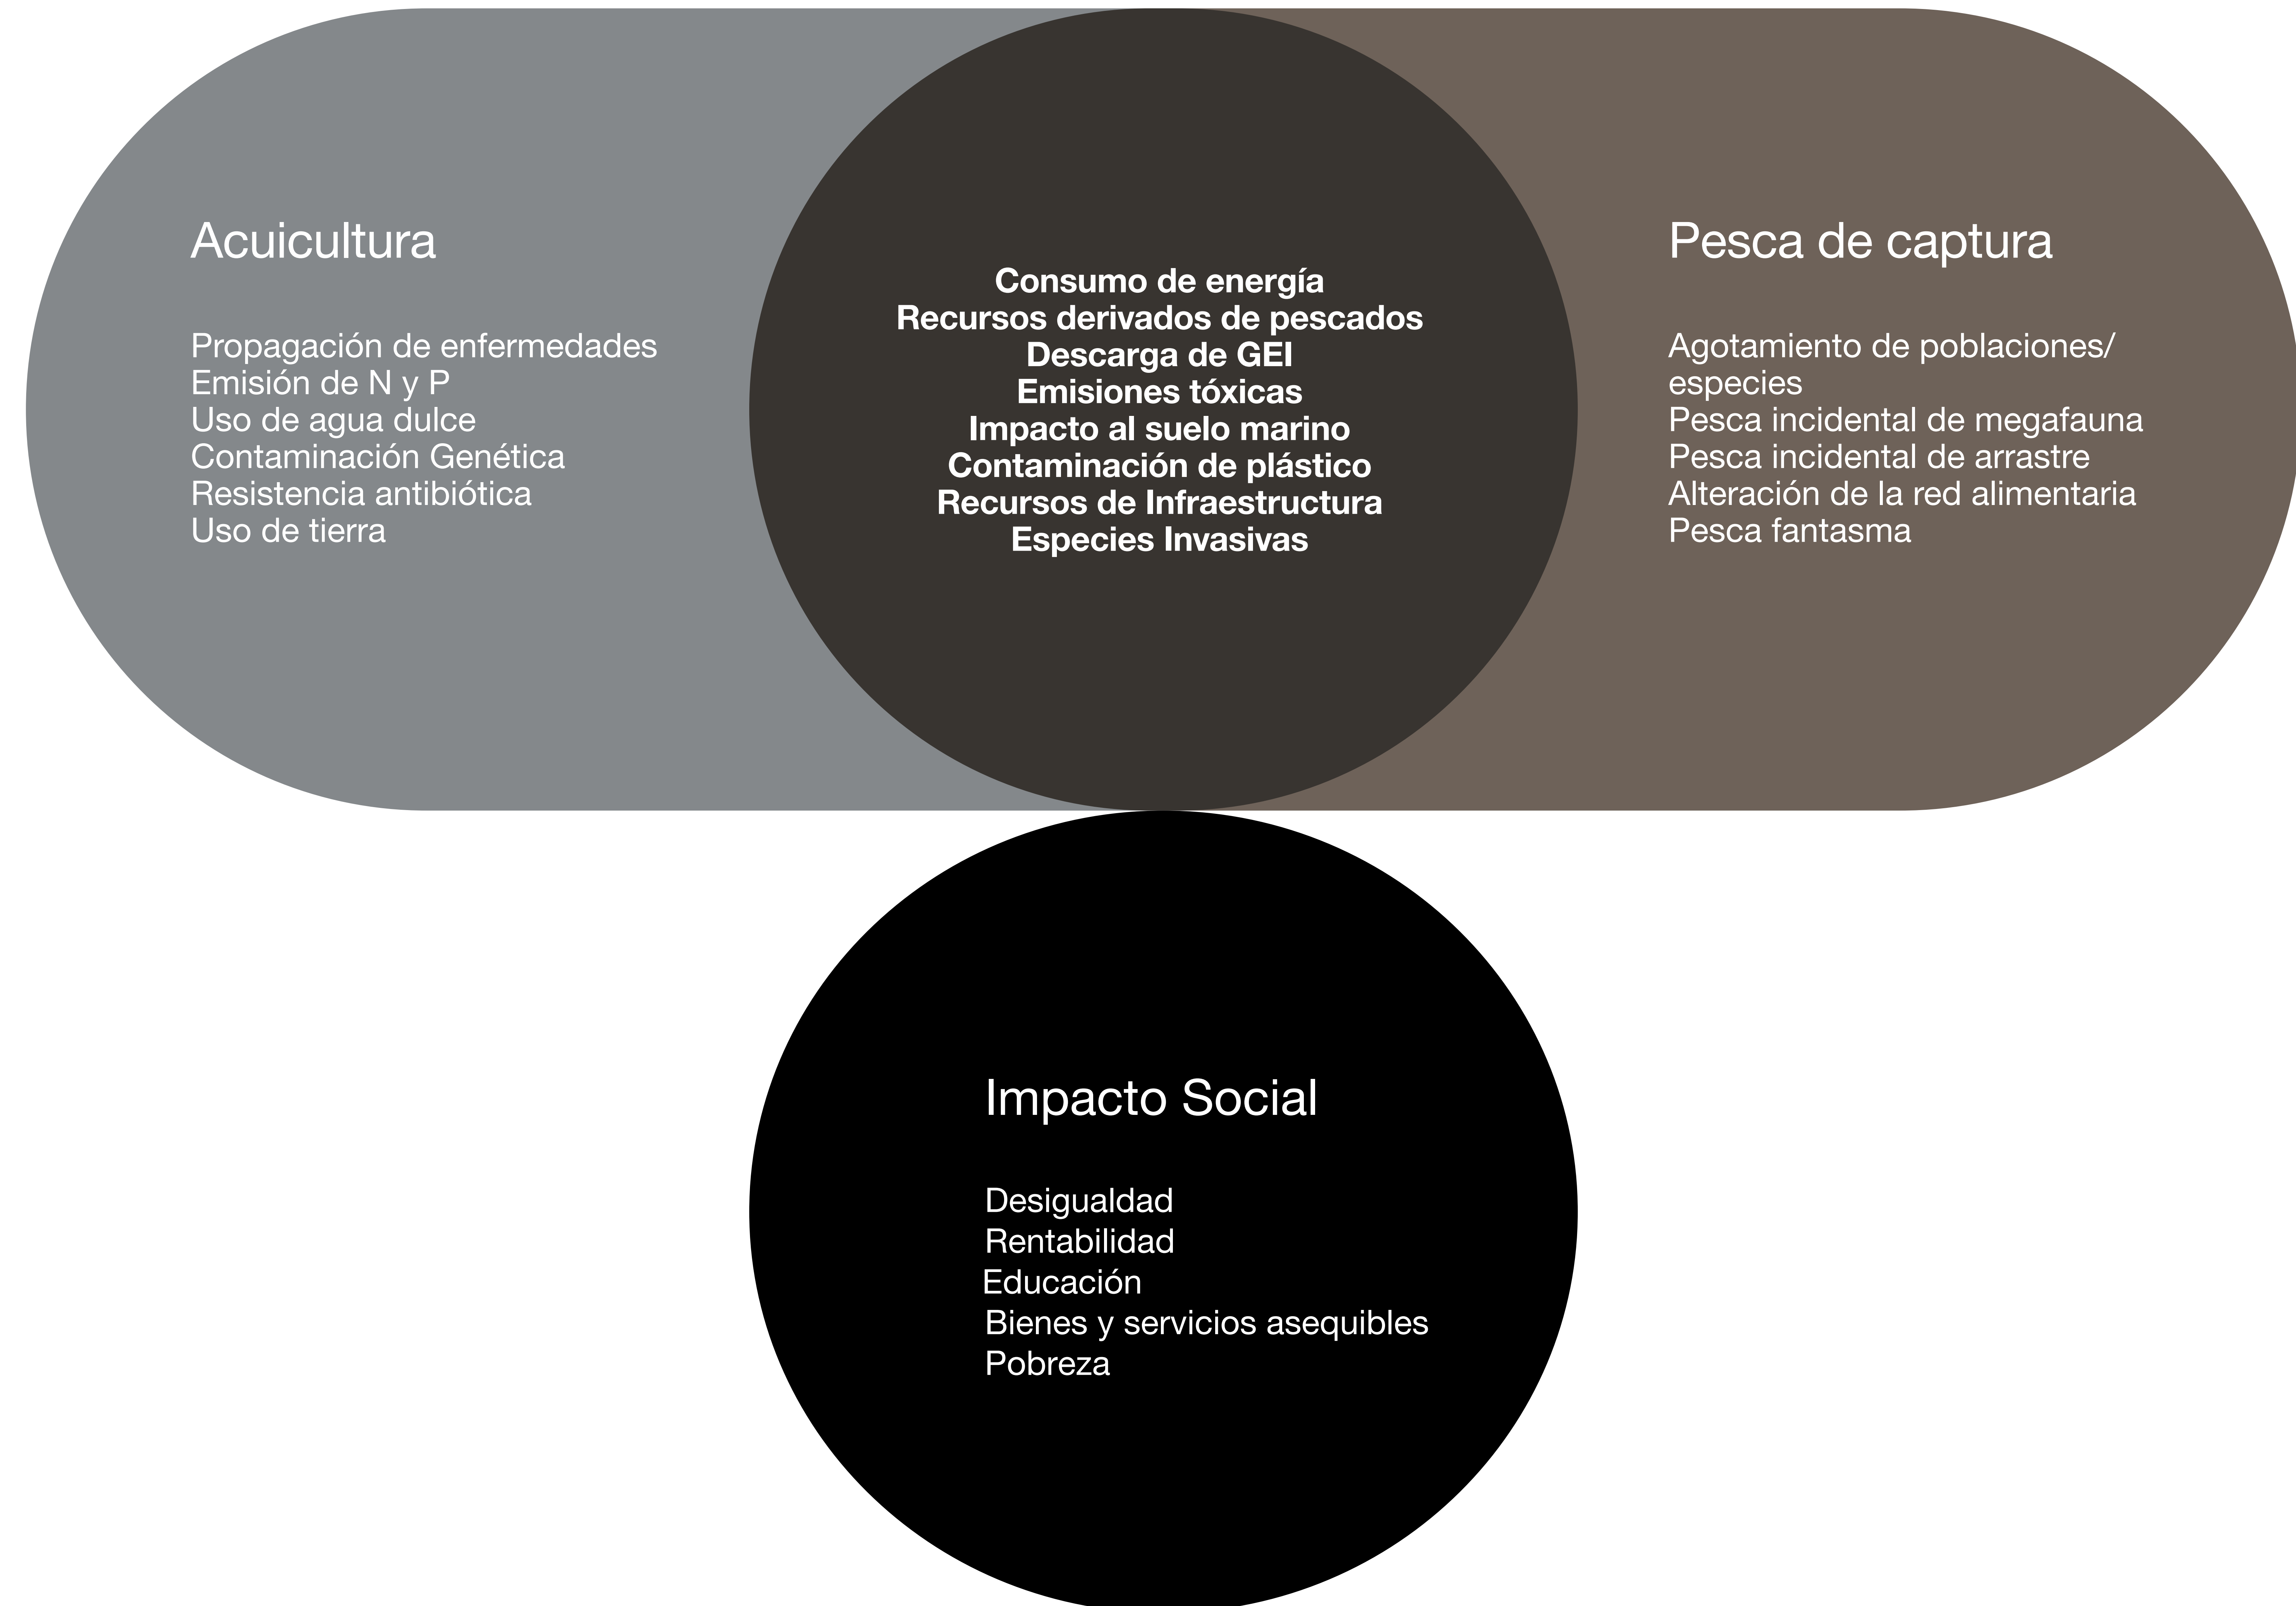 Acuicultura
Propagación de enfermedades
Emisión de N y P
Uso de agua dulce
Contaminación Genética
Resistencia antibiótica
Uso de tierra
Consumo de energía
Recursos derivados de pescados
Descarga de GEI
Emisiones tóxicas
Impacto al suelo marino
Contaminación de plástico
Recursos de Infraestructura
Especies Invasivas
Pesca de captura
Agotamiento de poblaciones/
especies
Pesca incidental de megafauna
Pesca incidental de arrastre
Alteración de la red alimentaria
Pesca fantasma
Impacto Social
Desigualdad
Rentabilidad
Educación
Bienes y servicios asequibles
Pobreza